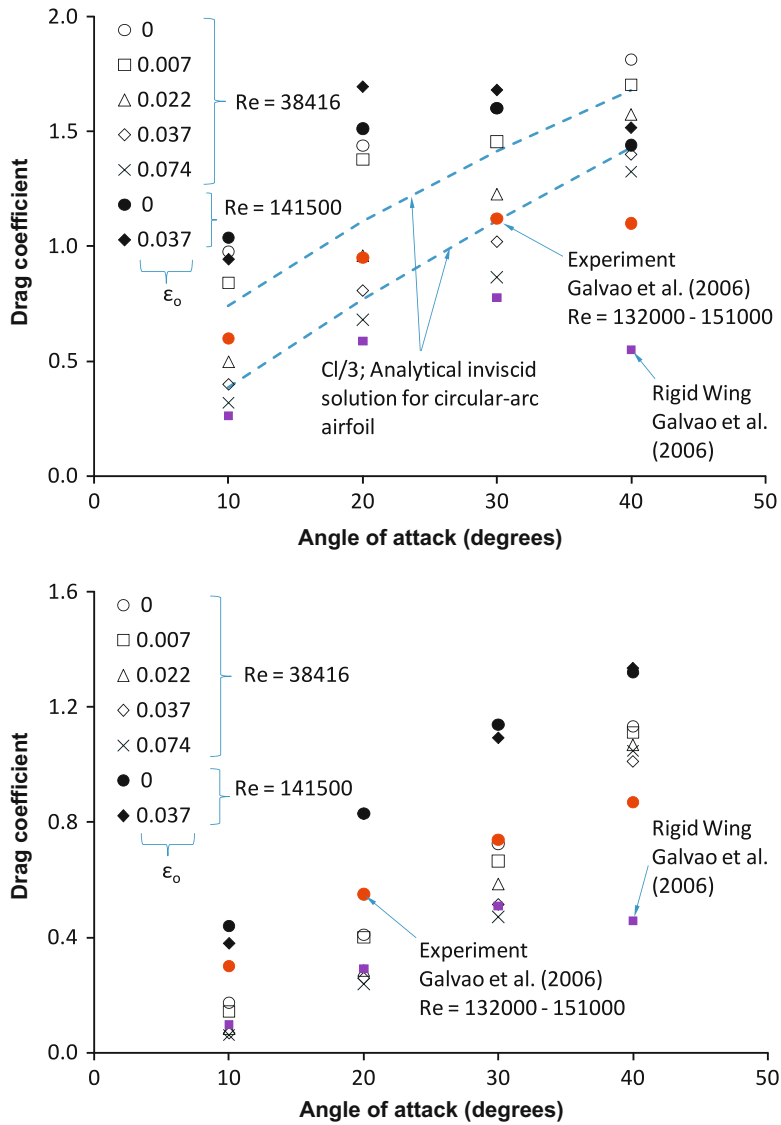 2.0
1.5
1.0
0.5
0.0
Drag coefficient
0
0.007
0.022
0.037
0.074
Re = 38416
0
0.037
Re = 141500
εo
Experiment
Galvao et al. (2006)
Re = 132000 - 151000
Cl/3; Analytical inviscid
solution for circular-arc
airfoil
Rigid Wing
Galvao et al.
(2006)
0 10 20 30 40 50
Angle of attack (degrees)
1.6
1.2
0.8
0.4
0.0
Drag coefficient
0
0.007
0.022
0.037
0.074
Re = 38416
0
0.037
Re = 141500
εo
Rigid Wing
Galvao et al.
(2006)
Experiment
Galvao et al. (2006)
Re = 132000 - 151000
0 10 20 30 40 50
Angle of attack (degrees)